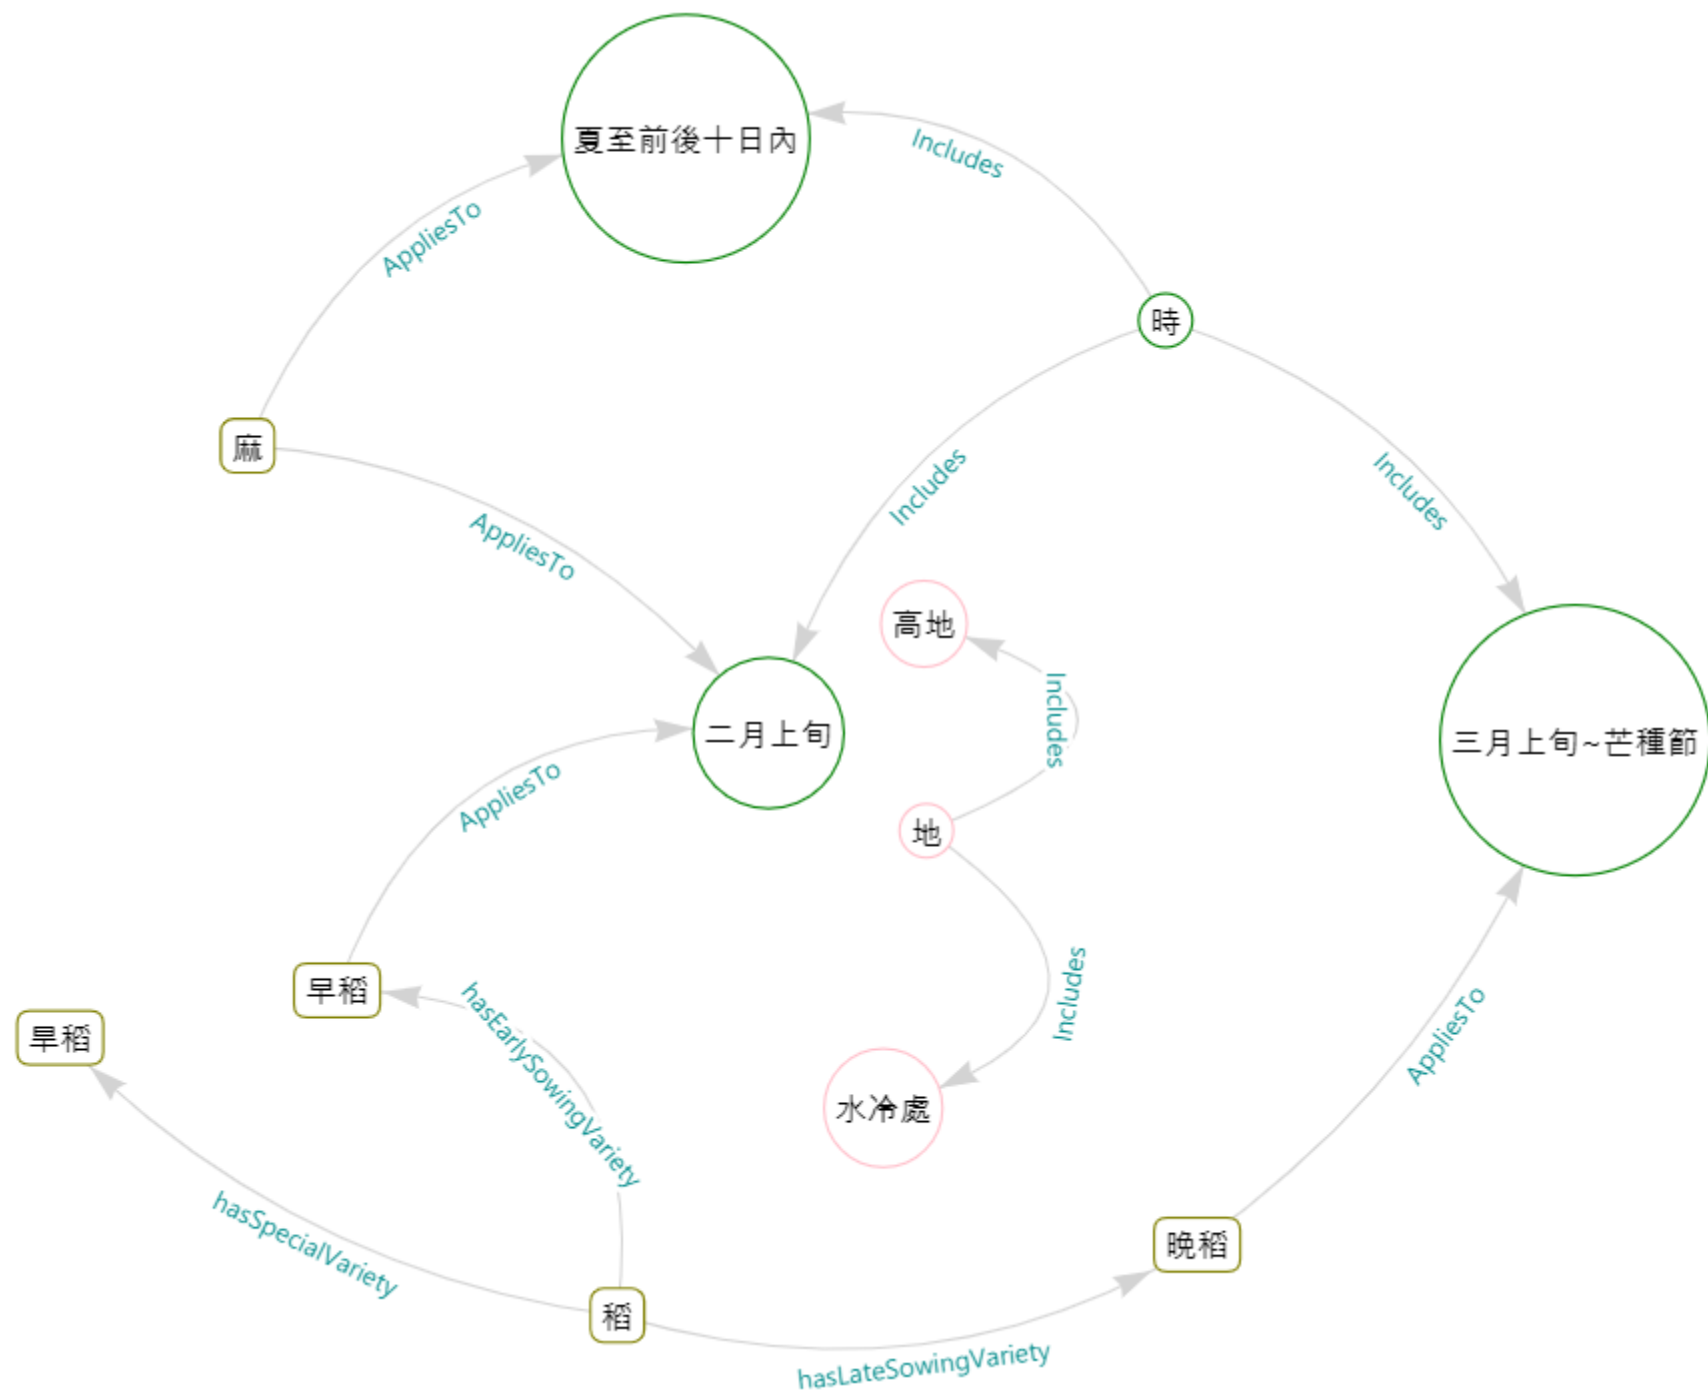 夏至前後十日內
Includes
AppliesTo
時
麻
Includes
Includes
AppliesTo
高地
Includes
二月上旬
三月上旬~芒種節
AppliesTo
地
早稻
Includes
旱稻
hasEarlySowingVariety
AppliesTo
水冷處
hasSpecialVariety
晚稻
稻
hasLateSowingVariety